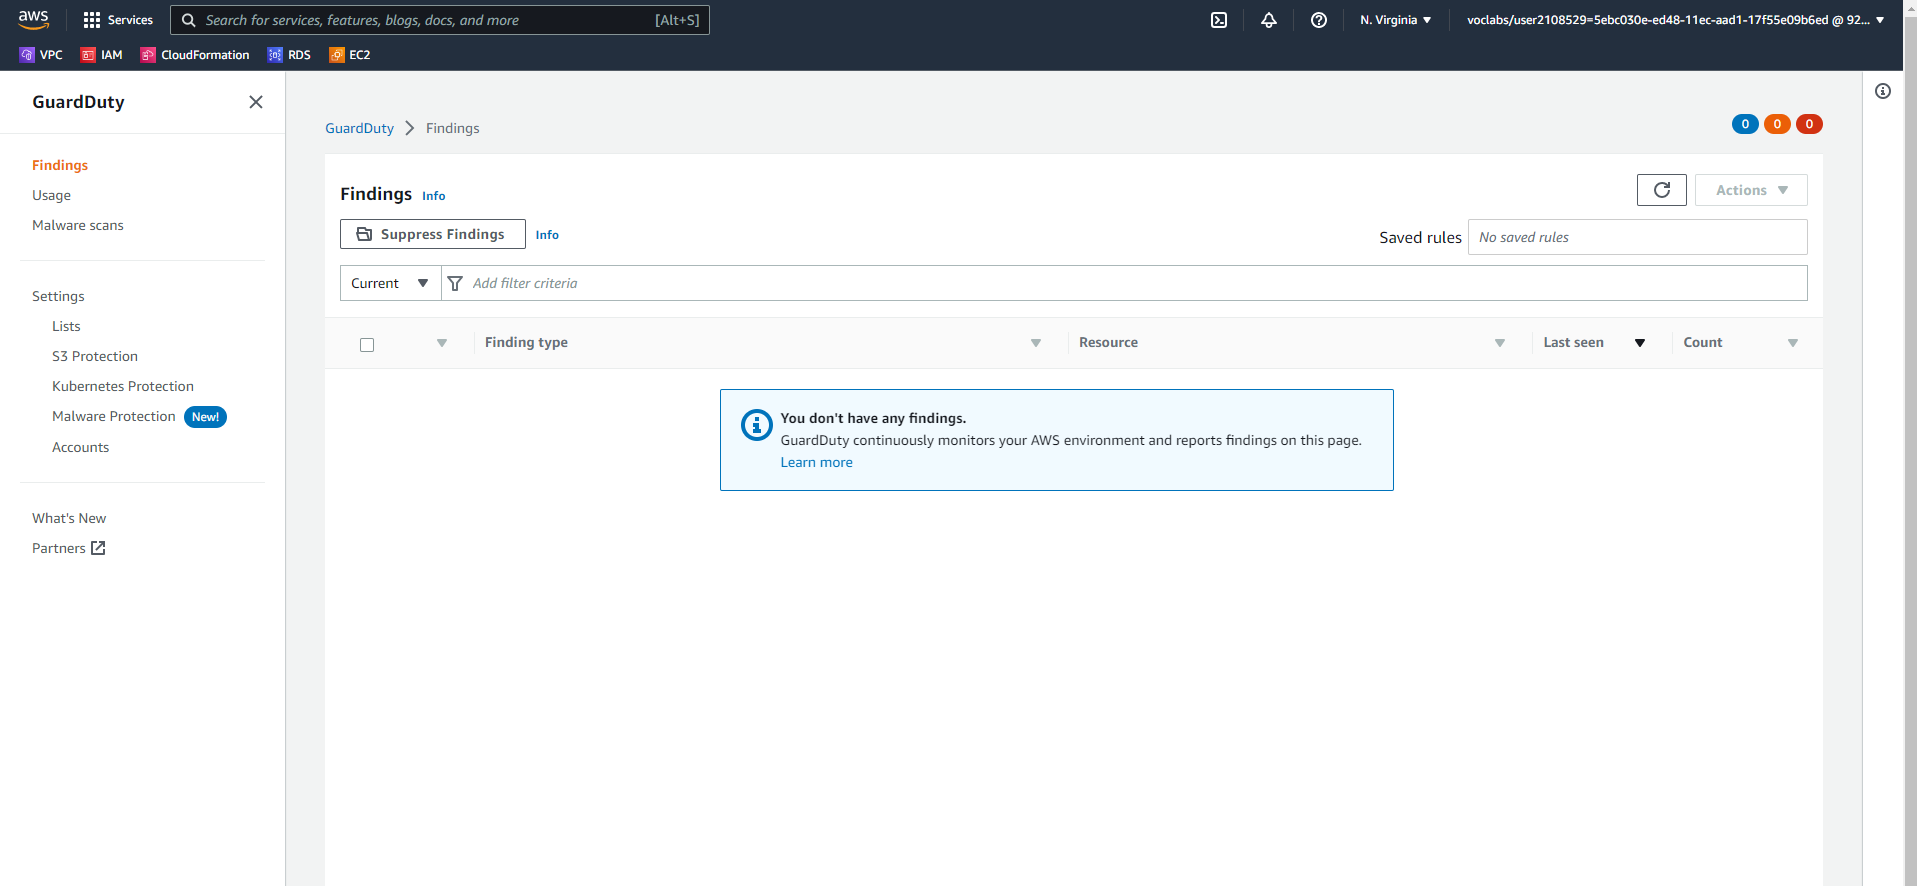 aws
Services
Search for services, features, blogs, docs, and more
[Alt+S]
N. Virginia
voclabs/user2108529=5ebc030e-ed48-11ec-aad1-17f55e09b6ed @ 92...
VPC
IAM
CloudFormation
RDS
EC2
GuardDuty
Findings
Usage
Malware scans
Settings
Lists
S3 Protection
Kubernetes Protection
Malware Protection New!
Accounts
What's New
Partners
GuardDuty > Findings
0 0 0
Findings Info
Actions
Suppress Findings Info
Saved rules No saved rules
Current Add filter criteria
Finding type Resource Last seen Count
You don't have any findings.
GuardDuty continuously monitors your AWS environment and reports findings on this page.
Learn more